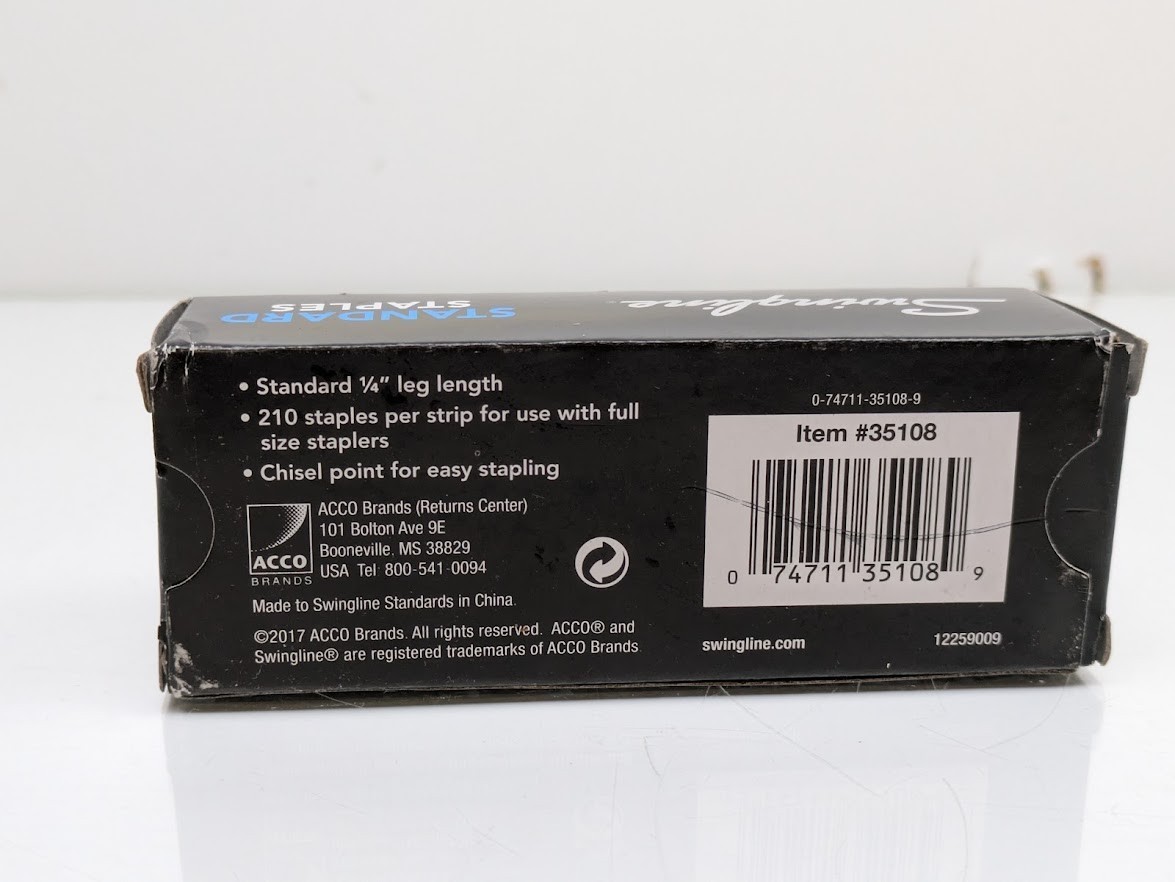 Swingline
STANDARD
STAPLES
• Standard ¼" leg length
• 210 staples per strip for use with full
size staplers
• Chisel point for easy stapling
ACCO
BRANDS
ACCO Brands (Returns Center)
101 Bolton Ave 9E
Booneville, MS 38829
USA Tel 800-541-0094
Made to Swingline Standards in China.
©2017 ACCO Brands. All rights reserved. ACCO® and
Swingline® are registered trademarks of ACCO Brands
0-74711-35108-9
Item #35108
0 74711 35108 9
swingline.com
12259009